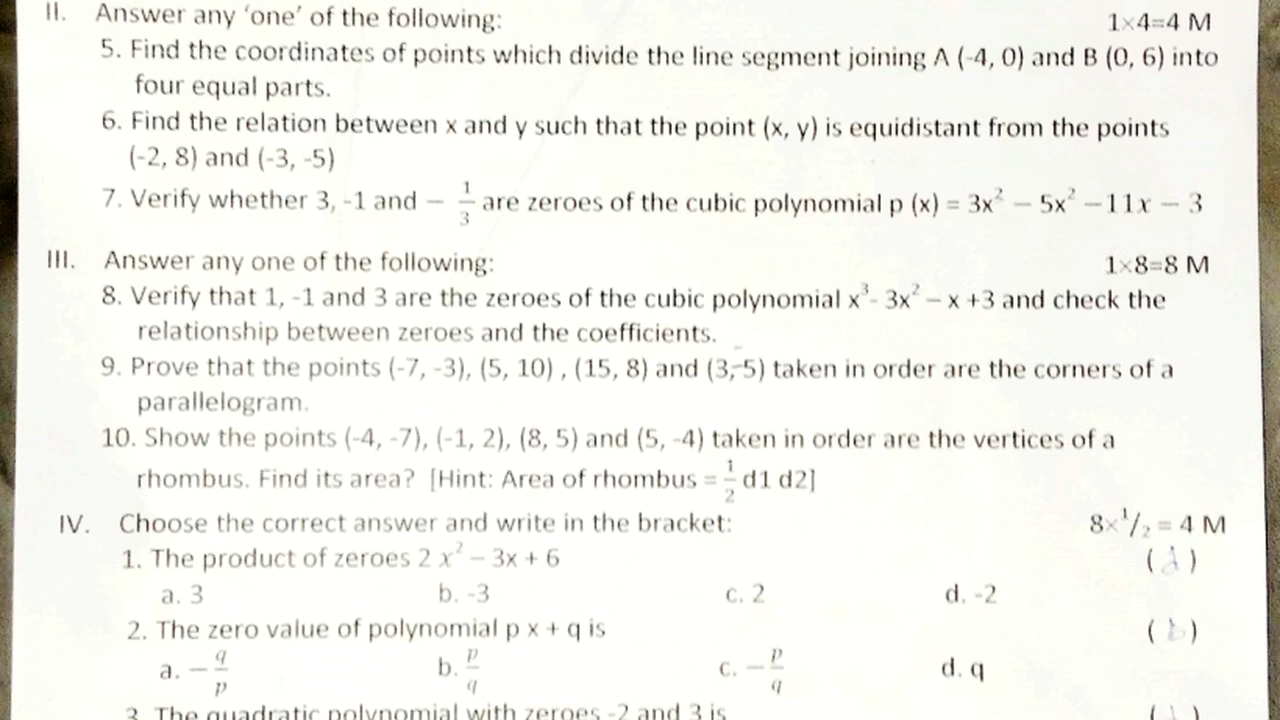 II. Answer any ‘one’ of the following: 1×4=4 M
5. Find the coordinates of points which divide the line segment joining A (-4, 0) and B (0, 6) into
four equal parts.
6. Find the relation between x and y such that the point (x, y) is equidistant from the points
(-2, 8) and (-3, -5)
7. Verify whether 3, -1 and − 1/3 are zeroes of the cubic polynomial p (x) = 3x² − 5x² − 11x − 3
III. Answer any one of the following: 1×8=8 M
8. Verify that 1, -1 and 3 are the zeroes of the cubic polynomial x³- 3x² − x +3 and check the
relationship between zeroes and the coefficients.
9. Prove that the points (-7, -3), (5, 10) , (15, 8) and (3,-5) taken in order are the corners of a
parallelogram.
10. Show the points (-4, -7), (-1, 2), (8, 5) and (5, -4) taken in order are the vertices of a
rhombus. Find its area? [Hint: Area of rhombus = 1/2 d1 d2]
IV. Choose the correct answer and write in the bracket: 8×1/2 = 4 M
1. The product of zeroes 2 x² − 3x + 6 ( )
a. 3 b. -3 c. 2 d. -2
2. The zero value of polynomial p x + q is ( b )
a. − q/p b. p/q c. − p/q d. q
3. The quadratic polynomial with zeroes -2 and 3 is ( )